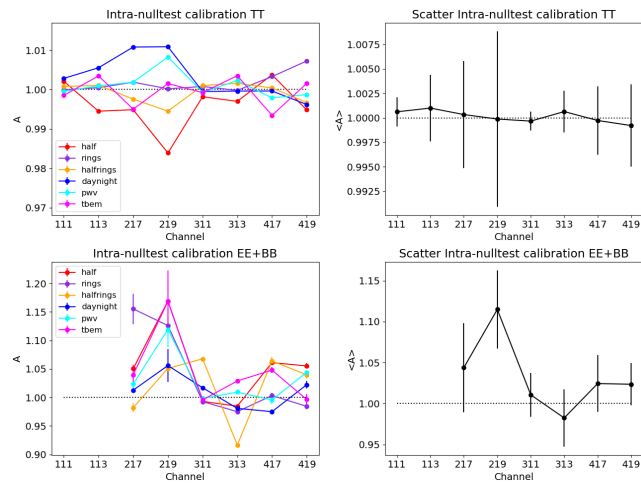 Intra-nulltest calibration TT
1.01
1.00
0.99
0.98
0.97
A
half
rings
halfrings
daynight
pwv
tbem
111 113 217 219 311 313 417 419
Channel
Scatter Intra-nulltest calibration TT
1.0075
1.0050
1.0025
1.0000
0.9975
0.9950
0.9925
<A>
111 113 217 219 311 313 417 419
Channel
Intra-nulltest calibration EE+BB
1.20
1.15
1.10
1.05
1.00
0.95
0.90
A
half
rings
halfrings
daynight
pwv
tbem
111 113 217 219 311 313 417 419
Channel
Scatter Intra-nulltest calibration EE+BB
1.15
1.10
1.05
1.00
0.95
<A>
111 113 217 219 311 313 417 419
Channel